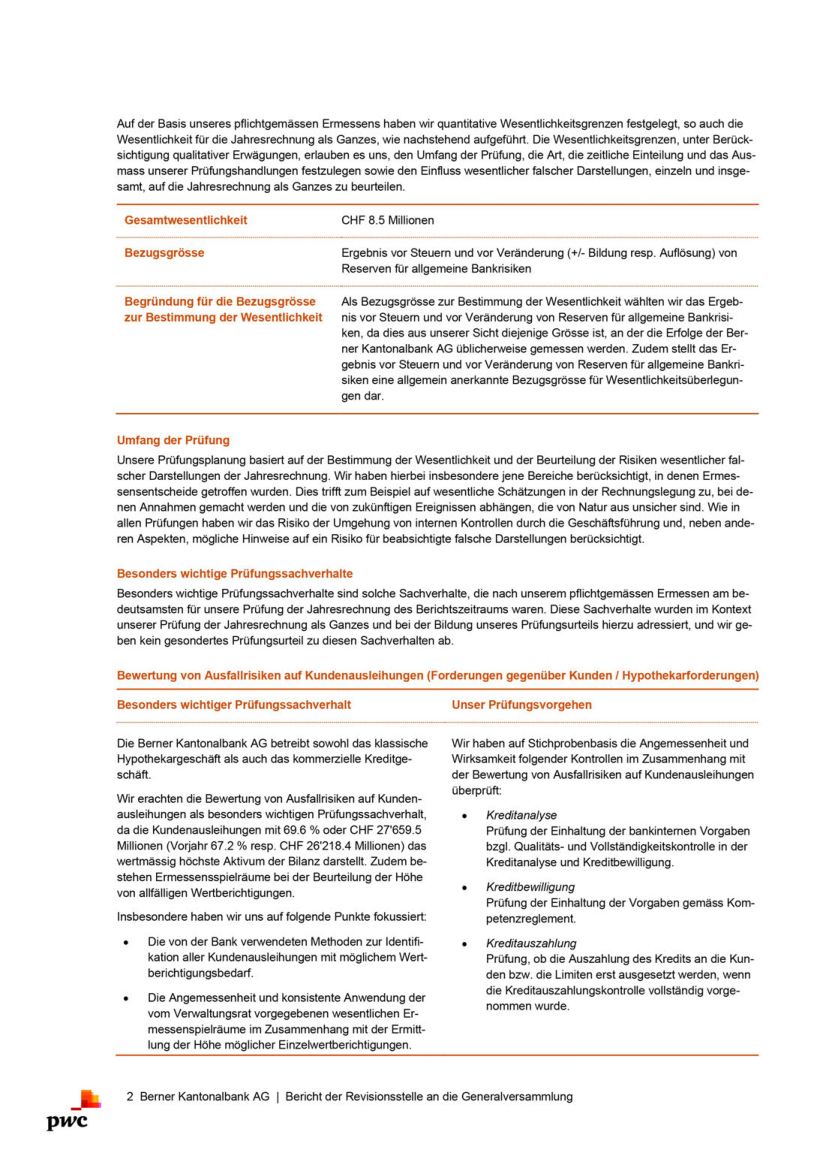 Auf der Basis unseres pflichtgemässen Ermessens haben wir quantitative Wesentlichkeitsgrenzen festgelegt, so auch die
Wesentlichkeit für die Jahresrechnung als Ganzes, wie nachstehend aufgeführt. Die Wesentlichkeitsgrenzen, unter Berück-
sichtigung qualitativer Erwägungen, erlauben es uns, den Umfang der Prüfung, die Art, die zeitliche Einteilung und das Aus-
mass unserer Prüfungshandlungen festzulegen sowie den Einfluss wesentlicher falscher Darstellungen, einzeln und insge-
samt, auf die Jahresrechnung als Ganzes zu beurteilen.
Gesamtwesentlichkeit
CHF 8.5 Millionen
Bezugsgrösse
Ergebnis vor Steuern und vor Veränderung (+/- Bildung resp. Auflösung) von
Reserven für allgemeine Bankrisiken
Begründung für die Bezugsgrösse
zur Bestimmung der Wesentlichkeit
Als Bezugsgrösse zur Bestimmung der Wesentlichkeit wählten wir das Ergeb-
nis vor Steuern und vor Veränderung von Reserven für allgemeine Bankrisi-
ken, da dies aus unserer Sicht diejenige Grösse ist, an der die Erfolge der Ber-
ner Kantonalbank AG üblicherweise gemessen werden. Zudem stellt das Er-
gebnis vor Steuern und vor Veränderung von Reserven für allgemeine Bankri-
siken eine allgemein anerkannte Bezugsgrösse für Wesentlichkeitsüberlegun-
gen dar.
Umfang der Prüfung
Unsere Prüfungsplanung basiert auf der Bestimmung der Wesentlichkeit und der Beurteilung der Risiken wesentlicher fal-
scher Darstellungen der Jahresrechnung. Wir haben hierbei insbesondere jene Bereiche berücksichtigt, in denen Ermes-
sensentscheide getroffen wurden. Dies trifft zum Beispiel auf wesentliche Schätzungen in der Rechnungslegung zu, bei de-
nen Annahmen gemacht werden und die von zukünftigen Ereignissen abhängen, die von Natur aus unsicher sind. Wie in
allen Prüfungen haben wir das Risiko der Umgehung von internen Kontrollen durch die Geschäftsführung und, neben ande-
ren Aspekten, mögliche Hinweise auf ein Risiko für beabsichtigte falsche Darstellungen berücksichtigt.
Besonders wichtige Prüfungssachverhalte
Besonders wichtige Prüfungssachverhalte sind solche Sachverhalte, die nach unserem pflichtgemässen Ermessen am be-
deutsamsten für unsere Prüfung der Jahresrechnung des Berichtszeitraums waren. Diese Sachverhalte wurden im Kontext
unserer Prüfung der Jahresrechnung als Ganzes und bei der Bildung unseres Prüfungsurteils hierzu adressiert, und wir ge-
ben kein gesondertes Prüfungsurteil zu diesen Sachverhalten ab.
Bewertung von Ausfallrisiken auf Kundenausleihungen (Forderungen gegenüber Kunden / Hypothekarforderungen)
Besonders wichtiger Prüfungssachverhalt
Die Berner Kantonalbank AG betreibt sowohl das klassische
Hypothekargeschäft als auch das kommerzielle Kreditge-
schäft.
Wir erachten die Bewertung von Ausfallrisiken auf Kunden-
ausleihungen als besonders wichtigen Prüfungssachverhalt,
da die Kundenausleihungen mit 69.6 % oder CHF 27'659.5
Millionen (Vorjahr 67.2 % resp. CHF 26'218.4 Millionen) das
wertmässig höchste Aktivum der Bilanz darstellt. Zudem be-
stehen Ermessensspielräume bei der Beurteilung der Höhe
von allfälligen Wertberichtigungen.
Insbesondere haben wir uns auf folgende Punkte fokussiert:
• Die von der Bank verwendeten Methoden zur Identifi-
kation aller Kundenausleihungen mit möglichem Wert-
berichtigungsbedarf.
• Die Angemessenheit und konsistente Anwendung der
vom Verwaltungsrat vorgegebenen wesentlichen Er-
messenspielräume im Zusammenhang mit der Ermitt-
lung der Höhe möglicher Einzelwertberichtigungen.
Unser Prüfungsvorgehen
Wir haben auf Stichprobenbasis die Angemessenheit und
Wirksamkeit folgender Kontrollen im Zusammenhang mit
der Bewertung von Ausfallrisiken auf Kundenausleihungen
überprüft:
• Kreditanalyse
Prüfung der Einhaltung der bankinternen Vorgaben
bzgl. Qualitäts- und Vollständigkeitskontrolle in der
Kreditanalyse und Kreditbewilligung.
• Kreditbewilligung
Prüfung der Einhaltung der Vorgaben gemäss Kom-
petenzreglement.
• Kreditauszahlung
Prüfung, ob die Auszahlung des Kredits an die Kun-
den bzw. die Limiten erst ausgesetzt werden, wenn
die Kreditauszahlungskontrolle vollständig vorge-
nommen wurde.
pwc
2 Berner Kantonalbank AG | Bericht der Revisionsstelle an die Generalversammlung